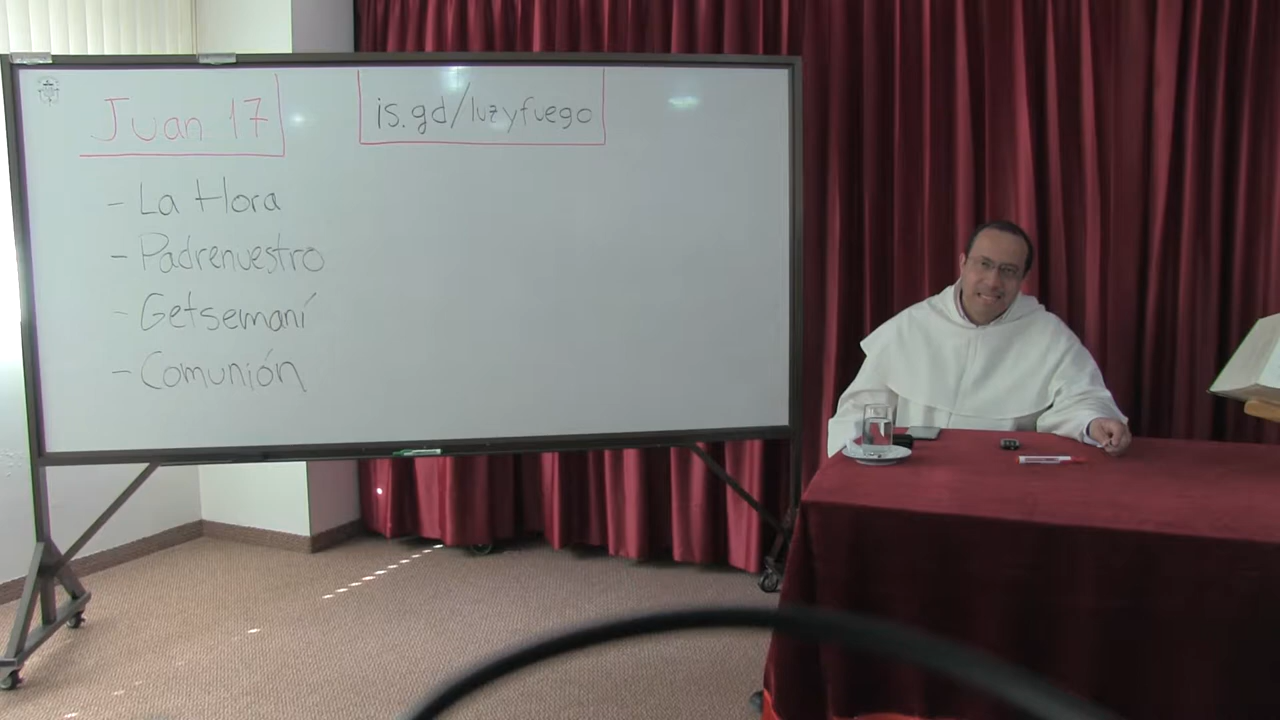 Juan 17
is.gd/luzyfuego
- La Hora
- Padrenuestro
- Getsemaní
- Comunión